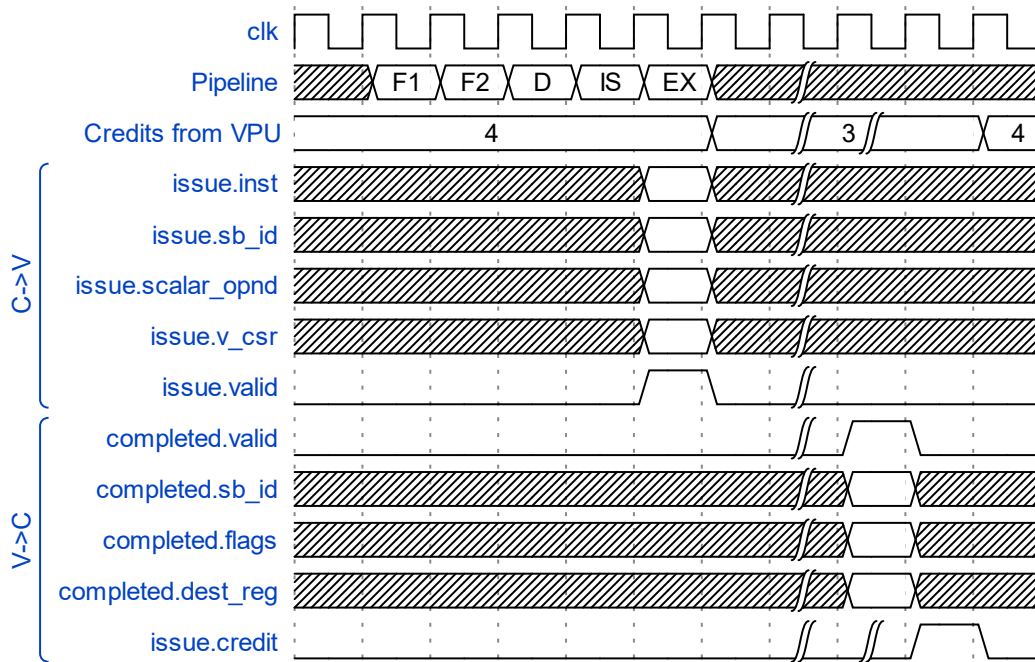 clk
Pipeline F1 F2 D IS EX
Credits from VPU 4 3 4
issue.inst
issue.sb_id
issue.scalar_opnd
issue.v_csr
issue.valid
C->V
completed.valid
completed.sb_id
completed.flags
completed.dest_reg
issue.credit
V->C